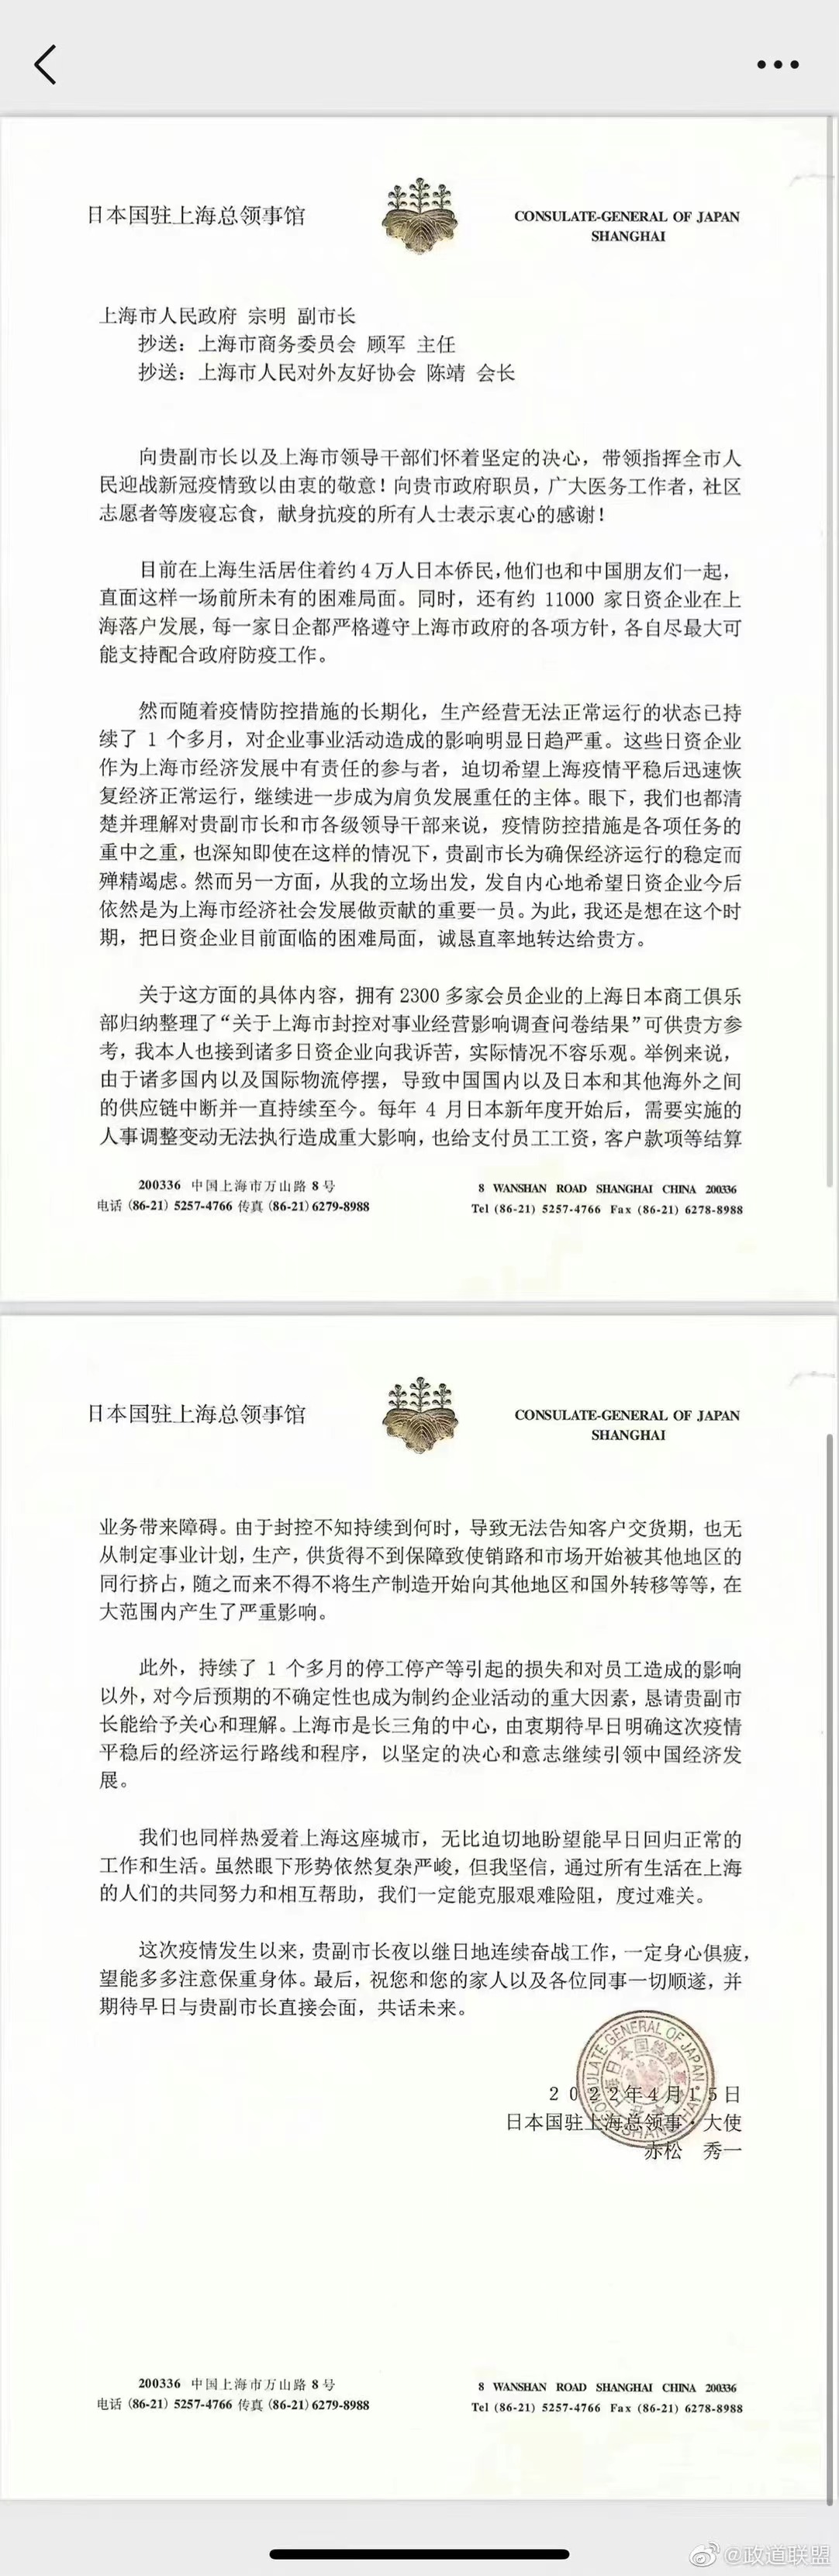 日本国驻上海总领事馆
CONSULATE-GENERAL OF JAPAN
SHANGHAI
上海市人民政府 宗明 副市长
抄送：上海市商务委员会 顾军 主任
抄送：上海市人民对外友好协会 陈靖 会长
向贵副市长以及上海市领导干部们怀着坚定的决心，带领指挥全市人
民迎战新冠疫情致以由衷的敬意！向贵市政府职员，广大医务工作者，社区
志愿者等废寝忘食，献身抗疫的所有人士表示衷心的感谢！
目前在上海生活居住着约4万人日本侨民，他们也和中国朋友们一起，
直面这样一场前所未有的困难局面。同时，还有约 11000 家日资企业在上
海落户发展，每一家日企都严格遵守上海市政府的各项方针，各自尽最大可
能支持配合政府防疫工作。
然而随着疫情防控措施的长期化，生产经营无法正常运行的状态已持
续了 1 个多月，对企业事业活动造成的影响明显日趋严重。这些日资企业
作为上海市经济发展中有责任的参与者，迫切希望上海疫情平稳后迅速恢
复经济正常运行，继续进一步成为肩负发展重任的主体。眼下，我们也都清
楚并理解对贵副市长和市各级领导干部来说，疫情防控措施是各项任务的
重中之重，也深知即使在这样的情况下，贵副市长为确保经济运行的稳定而
殚精竭虑。然而另一方面，从我的立场出发，发自内心地希望日资企业今后
依然是为上海市经济社会发展做贡献的重要一员。为此，我还是想在这个时
期，把日资企业目前面临的困难局面，诚恳直率地转达给贵方。
关于这方面的具体内容，拥有 2300 多家会员企业的上海日本商工俱乐
部归纳整理了“关于上海市封控对事业经营影响调查问卷结果”可供贵方参
考，我本人也接到诸多日资企业向我诉苦，实际情况不容乐观。举例来说，
由于诸多国内以及国际物流停摆，导致中国国内以及日本和其他海外之间
的供应链中断并一直持续至今。每年 4 月日本新年度开始后，需要实施的
人事调整变动无法执行造成重大影响，也给支付员工工资，客户款项等结算
200336 中国上海市万山路 8 号
电话 (86-21) 5257-4766 传真 (86-21) 6279-8988
8 WANSHAN ROAD SHANGHAI CHINA 200336
Tel (86-21) 5257-4766 Fax (86-21) 6278-8988
日本国驻上海总领事馆
CONSULATE-GENERAL OF JAPAN
SHANGHAI
业务带来障碍。由于封控不知持续到何时，导致无法告知客户交货期，也无
从制定事业计划，生产，供货得不到保障致使销路和市场开始被其他地区的
同行挤占，随之而来不得不将生产制造开始向其他地区和国外转移等等，在
大范围内产生了严重影响。
此外，持续了 1 个多月的停工停产等引起的损失和对员工造成的影响
以外，对今后预期的不确定性也成为制约企业活动的重大因素，恳请贵副市
长能给予关心和理解。上海市是长三角的中心，由衷期待早日明确这次疫情
平稳后的经济运行路线和程序，以坚定的决心和意志继续引领中国经济发
展。
我们也同样热爱着上海这座城市，无比迫切地盼望能早日回归正常的
工作和生活。虽然眼下形势依然复杂严峻，但我坚信，通过所有生活在上海
的人们的共同努力和相互帮助，我们一定能克服艰难险阻，度过难关。
这次疫情发生以来，贵副市长夜以继日地连续奋战工作，一定身心俱疲，
望能多多注意保重身体。最后，祝您和您的家人以及各位同事一切顺遂，并
期待早日与贵副市长直接会面，共话未来。
2022年4月15日
日本国驻上海总领事・大使
赤松 秀一
200336 中国上海市万山路 8 号
电话 (86-21) 5257-4766 传真 (86-21) 6279-8988
8 WANSHAN ROAD SHANGHAI CHINA 200336
Tel (86-21) 5257-4766 Fax (86-21) 6278-8988
@政道联盟